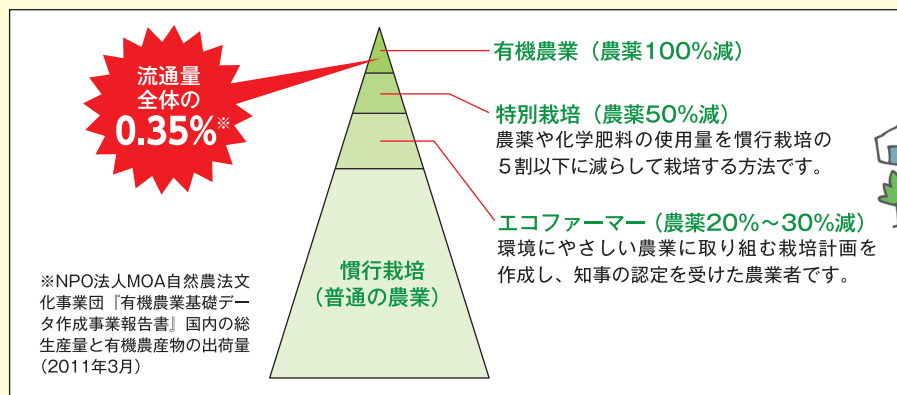 流通量
全体の
0.35%※
有機農業（農薬100%減）
特別栽培（農薬50%減）
農薬や化学肥料の使用量を慣行栽培の
５割以下に減らして栽培する方法です。
エコファーマー（農薬20%〜30%減）
環境にやさしい農業に取り組む栽培計画を
作成し、知事の認定を受けた農業者です。
慣行栽培
（普通の農業）
※NPO法人MOA自然農法文
化事業団『有機農業基礎デー
タ作成事業報告書』国内の総
生産量と有機農産物の出荷量
（2011年3月）